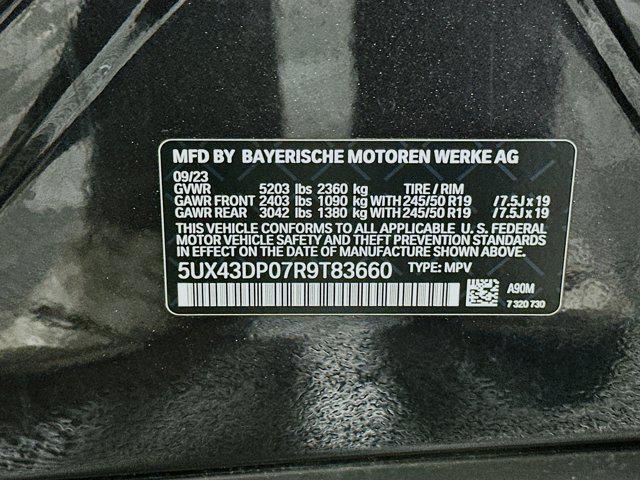 MFD BY BAYERISCHE MOTOREN WERKE AG
09/23
GVWR 5203 lbs 2360 kg TIRE / RIM
GAWR FRONT 2403 lbs 1090 kg WITH 245/50 R19 /7.5J x 19
GAWR REAR 3042 lbs 1380 kg WITH 245/50 R19 /7.5J x 19
THIS VEHICLE CONFORMS TO ALL APPLICABLE U. S. FEDERAL
MOTOR VEHICLE SAFETY AND THEFT PREVENTION STANDARDS
IN EFFECT ON THE DATE OF MANUFACTURE SHOWN ABOVE.
5UX43DP07R9T83660 TYPE: MPV
A90M
7 320 730